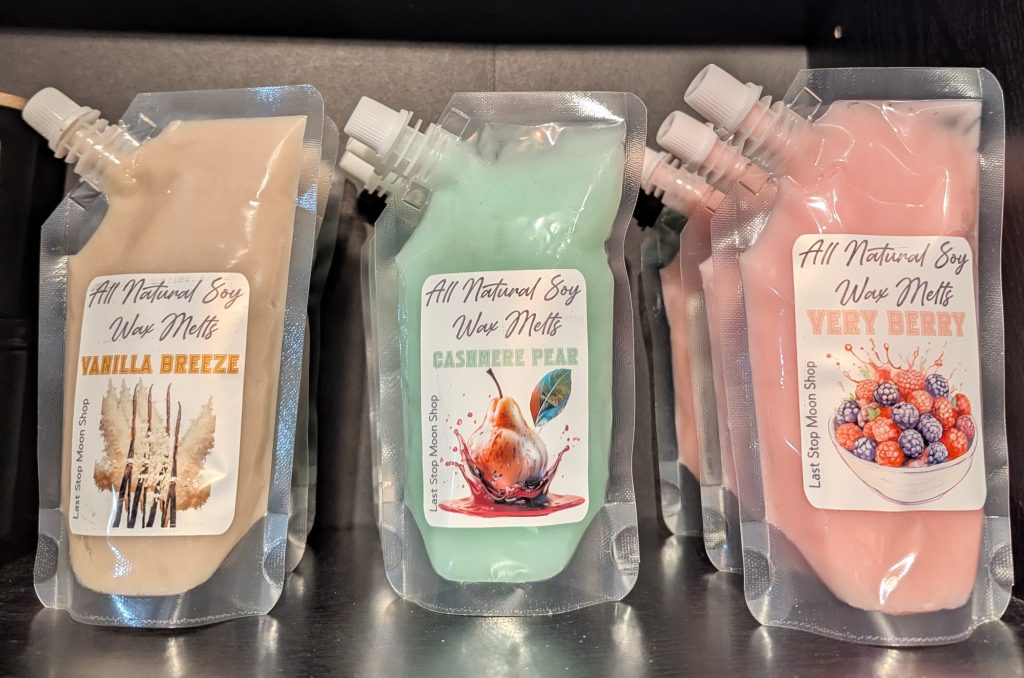 All Natural Soy
Wax Melts
VANILLA BREEZE
Last Stop Moon Shop
All Natural Soy
Wax Melts
CASHMERE PEAR
Last Stop Moon Shop
All Natural Soy
Wax Melts
VERY BERRY
Last Stop Moon Shop